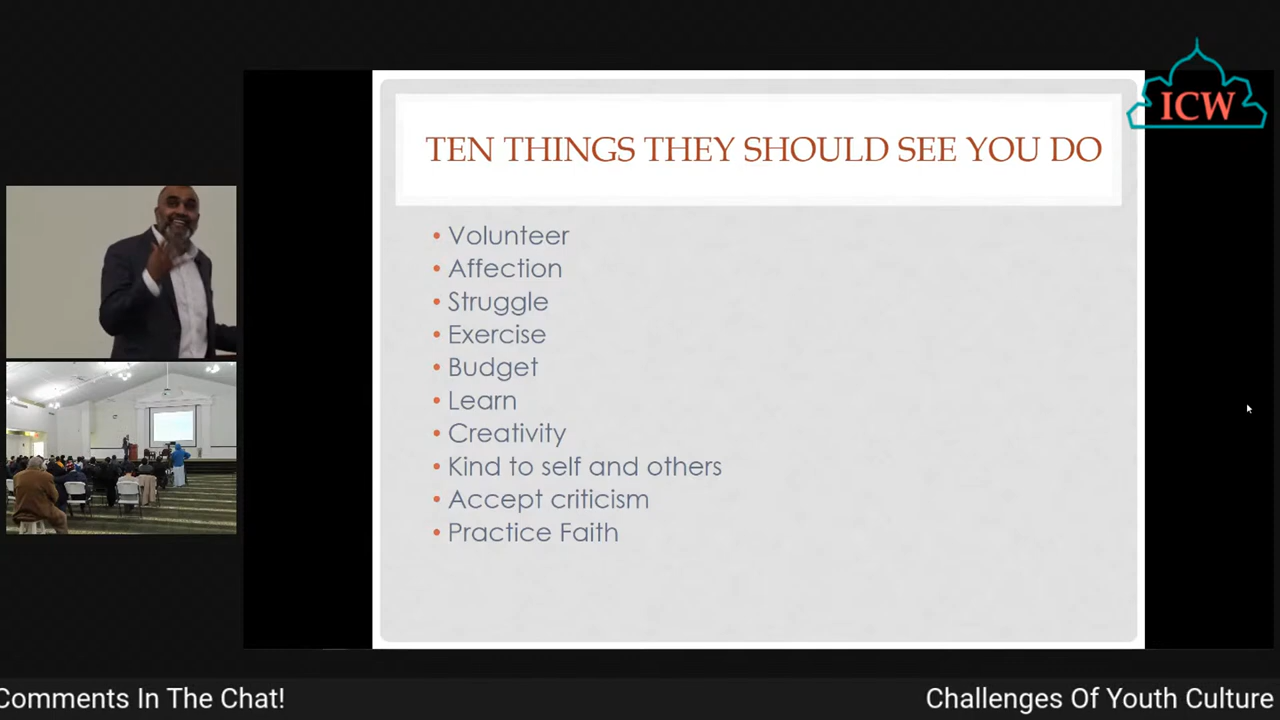 ICW
TEN THINGS THEY SHOULD SEE YOU DO
• Volunteer
• Affection
• Struggle
• Exercise
• Budget
• Learn
• Creativity
• Kind to self and others
• Accept criticism
• Practice Faith
Comments In The Chat!
Challenges Of Youth Culture